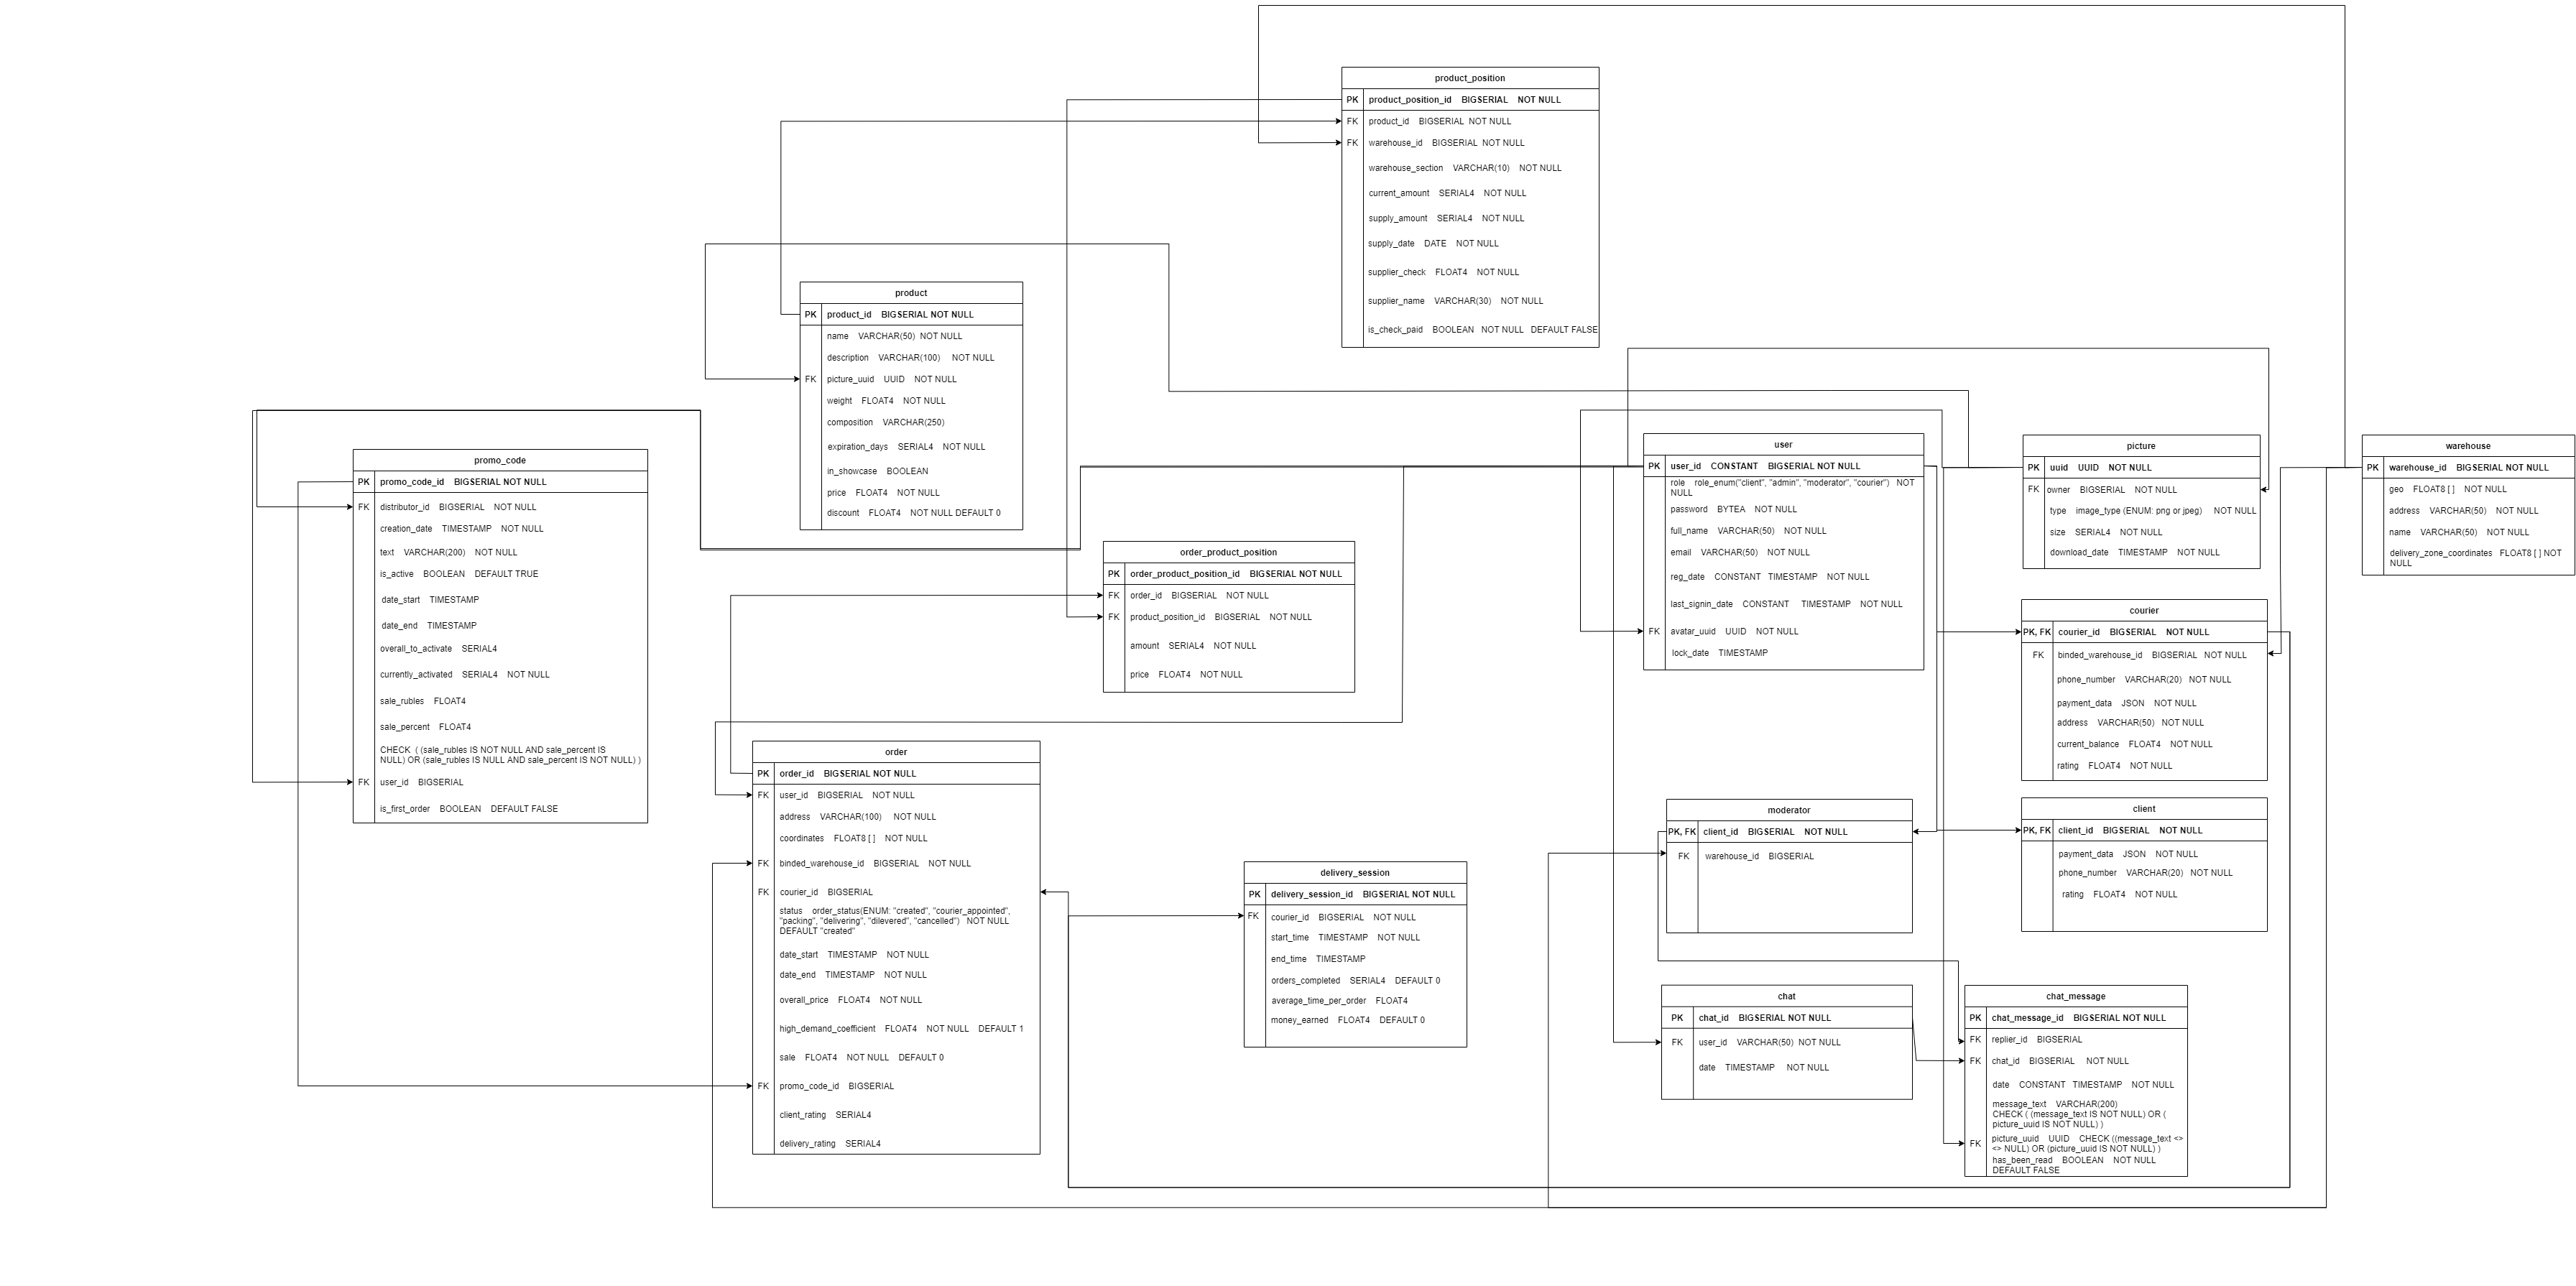 product_position
PK product_position_id BIGSERIAL NOT NULL
FK product_id BIGSERIAL NOT NULL
FK warehouse_id BIGSERIAL NOT NULL
warehouse_section VARCHAR(10) NOT NULL
current_amount SERIAL4 NOT NULL
supply_amount SERIAL4 NOT NULL
supply_date DATE NOT NULL
supplier_check FLOAT4 NOT NULL
supplier_name VARCHAR(30) NOT NULL
is_check_paid BOOLEAN NOT NULL DEFAULT FALSE
product
PK product_id BIGSERIAL NOT NULL
name VARCHAR(50) NOT NULL
description VARCHAR(100) NOT NULL
FK picture_uuid UUID NOT NULL
weight FLOAT4 NOT NULL
composition VARCHAR(250)
expiration_days SERIAL4 NOT NULL
in_showcase BOOLEAN
price FLOAT4 NOT NULL
discount FLOAT4 NOT NULL DEFAULT 0
promo_code
PK promo_code_id BIGSERIAL NOT NULL
FK distributor_id BIGSERIAL NOT NULL
creation_date TIMESTAMP NOT NULL
text VARCHAR(200) NOT NULL
is_active BOOLEAN DEFAULT TRUE
date_start TIMESTAMP
date_end TIMESTAMP
overall_to_activate SERIAL4
currently_activated SERIAL4 NOT NULL
sale_rubles FLOAT4
sale_percent FLOAT4
CHECK ( (sale_rubles IS NOT NULL AND sale_percent IS
NULL) OR (sale_rubles IS NULL AND sale_percent IS NOT NULL) )
FK user_id BIGSERIAL
is_first_order BOOLEAN DEFAULT FALSE
order_product_position
PK order_product_position_id BIGSERIAL NOT NULL
FK order_id BIGSERIAL NOT NULL
FK product_position_id BIGSERIAL NOT NULL
amount SERIAL4 NOT NULL
price FLOAT4 NOT NULL
user
PK user_id CONSTANT BIGSERIAL NOT NULL
role role_enum("client", "admin", "moderator", "courier") NOT
NULL
password BYTEA NOT NULL
full_name VARCHAR(50) NOT NULL
email VARCHAR(50) NOT NULL
reg_date CONSTANT TIMESTAMP NOT NULL
last_signin_date CONSTANT TIMESTAMP NOT NULL
FK avatar_uuid UUID NOT NULL
lock_date TIMESTAMP
picture
PK uuid UUID NOT NULL
FK owner BIGSERIAL NOT NULL
type image_type (ENUM: png or jpeg) NOT NULL
size SERIAL4 NOT NULL
download_date TIMESTAMP NOT NULL
warehouse
PK warehouse_id BIGSERIAL NOT NULL
geo FLOAT8 [ ] NOT NULL
address VARCHAR(50) NOT NULL
name VARCHAR(50) NOT NULL
delivery_zone_coordinates FLOAT8 [ ] NOT
NULL
courier
PK, FK courier_id BIGSERIAL NOT NULL
FK binded_warehouse_id BIGSERIAL NOT NULL
phone_number VARCHAR(20) NOT NULL
payment_data JSON NOT NULL
address VARCHAR(50) NOT NULL
current_balance FLOAT4 NOT NULL
rating FLOAT4 NOT NULL
order
PK order_id BIGSERIAL NOT NULL
FK user_id BIGSERIAL NOT NULL
address VARCHAR(100) NOT NULL
coordinates FLOAT8 [ ] NOT NULL
FK binded_warehouse_id BIGSERIAL NOT NULL
FK courier_id BIGSERIAL
status order_status(ENUM: "created", "courier_appointed",
"packing", "delivering", "dilevered", "cancelled") NOT NULL
DEFAULT "created"
date_start TIMESTAMP NOT NULL
date_end TIMESTAMP NOT NULL
overall_price FLOAT4 NOT NULL
high_demand_coefficient FLOAT4 NOT NULL DEFAULT 1
sale FLOAT4 NOT NULL DEFAULT 0
FK promo_code_id BIGSERIAL
client_rating SERIAL4
delivery_rating SERIAL4
delivery_session
PK delivery_session_id BIGSERIAL NOT NULL
FK courier_id BIGSERIAL NOT NULL
start_time TIMESTAMP NOT NULL
end_time TIMESTAMP
orders_completed SERIAL4 DEFAULT 0
average_time_per_order FLOAT4
money_earned FLOAT4 DEFAULT 0
moderator
PK, FK client_id BIGSERIAL NOT NULL
FK warehouse_id BIGSERIAL
client
PK, FK client_id BIGSERIAL NOT NULL
payment_data JSON NOT NULL
phone_number VARCHAR(20) NOT NULL
rating FLOAT4 NOT NULL
chat
PK chat_id BIGSERIAL NOT NULL
FK user_id VARCHAR(50) NOT NULL
date TIMESTAMP NOT NULL
chat_message
PK chat_message_id BIGSERIAL NOT NULL
FK replier_id BIGSERIAL
FK chat_id BIGSERIAL NOT NULL
date CONSTANT TIMESTAMP NOT NULL
message_text VARCHAR(200)
CHECK ( (message_text IS NOT NULL) OR (
picture_uuid IS NOT NULL) )
FK picture_uuid UUID CHECK ((message_text <>
<> NULL) OR (picture_uuid IS NOT NULL) )
has_been_read BOOLEAN NOT NULL
DEFAULT FALSE